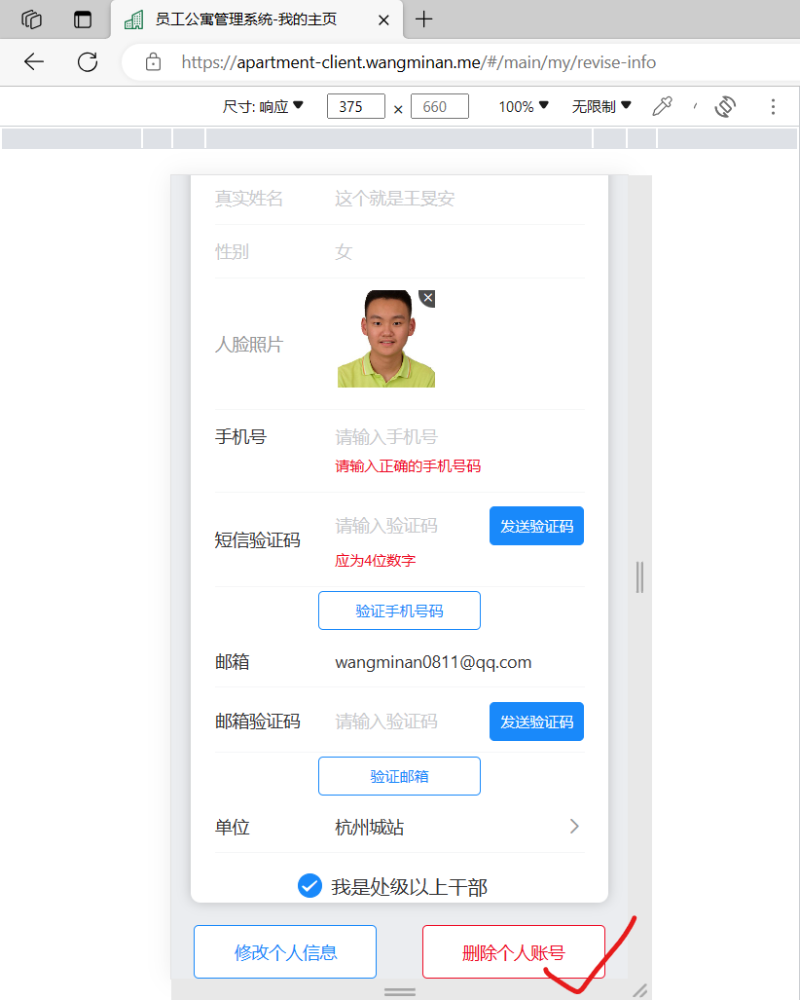 员工公寓管理系统-我的主页
https://apartment-client.wangminan.me/#/main/my/revise-info
尺寸: 响应 375 × 660 100% 无限制
真实姓名 这个就是王旻安
性别 女
人脸照片
手机号 请输入手机号
请输入正确的手机号码
短信验证码 请输入验证码 发送验证码
应为4位数字
验证手机号码
邮箱 wangminan0811@qq.com
邮箱验证码 请输入验证码 发送验证码
验证邮箱
单位 杭州城站
我是处级以上干部
修改个人信息 删除个人账号